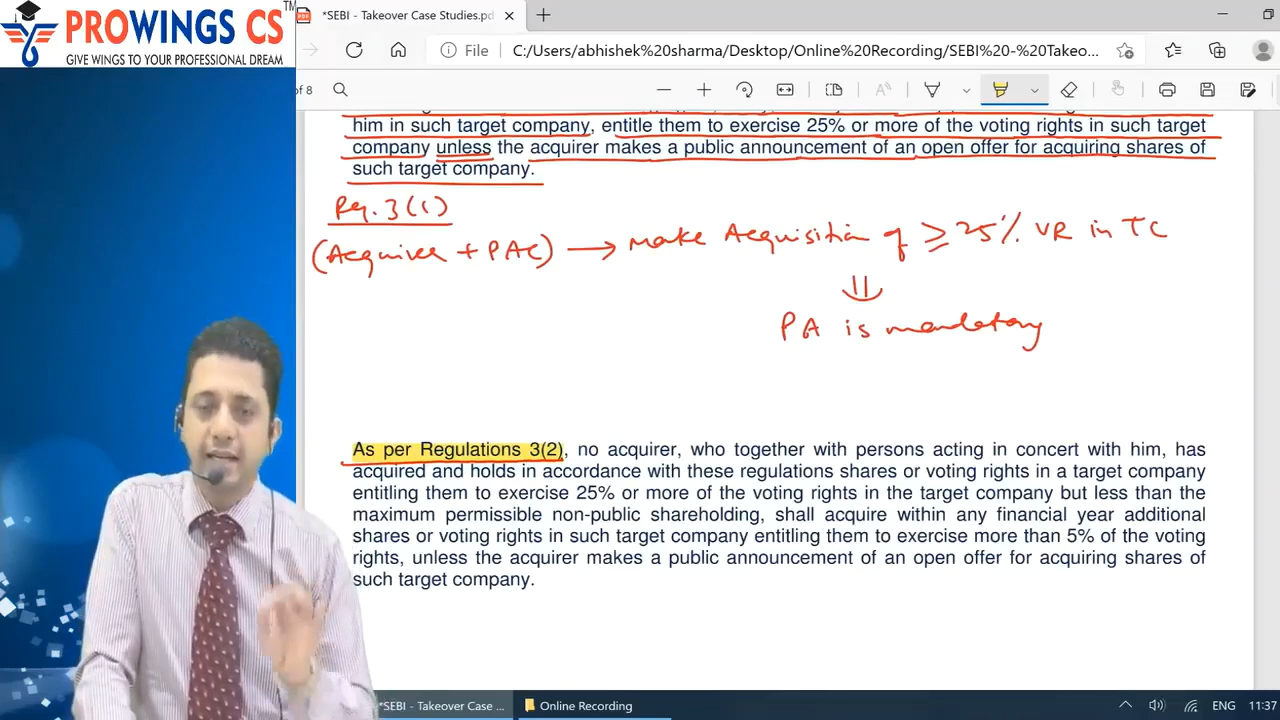 PROWINGS CS TM
GIVE WINGS TO YOUR PROFESSIONAL DREAM
*SEBI - Takeover Case Studies.pd
File
C:/Users/abhishek%20sharma/Desktop/Online%20Recording/SEBI%20-%20Takeo...
of 8
him in such target company, entitle them to exercise 25% or more of the voting rights in such target
company unless the acquirer makes a public announcement of an open offer for acquiring shares of
such target company.
Reg. 3(1)
(Acquirer + PAC) → Make Acquisition of ≥ 25% VR in TC
⇓
PA is mandatory
As per Regulations 3(2), no acquirer, who together with persons acting in concert with him, has
acquired and holds in accordance with these regulations shares or voting rights in a target company
entitling them to exercise 25% or more of the voting rights in the target company but less than the
maximum permissible non-public shareholding, shall acquire within any financial year additional
shares or voting rights in such target company entitling them to exercise more than 5% of the voting
rights, unless the acquirer makes a public announcement of an open offer for acquiring shares of
such target company.
*SEBI - Takeover Case ...
Online Recording
ENG
11:37